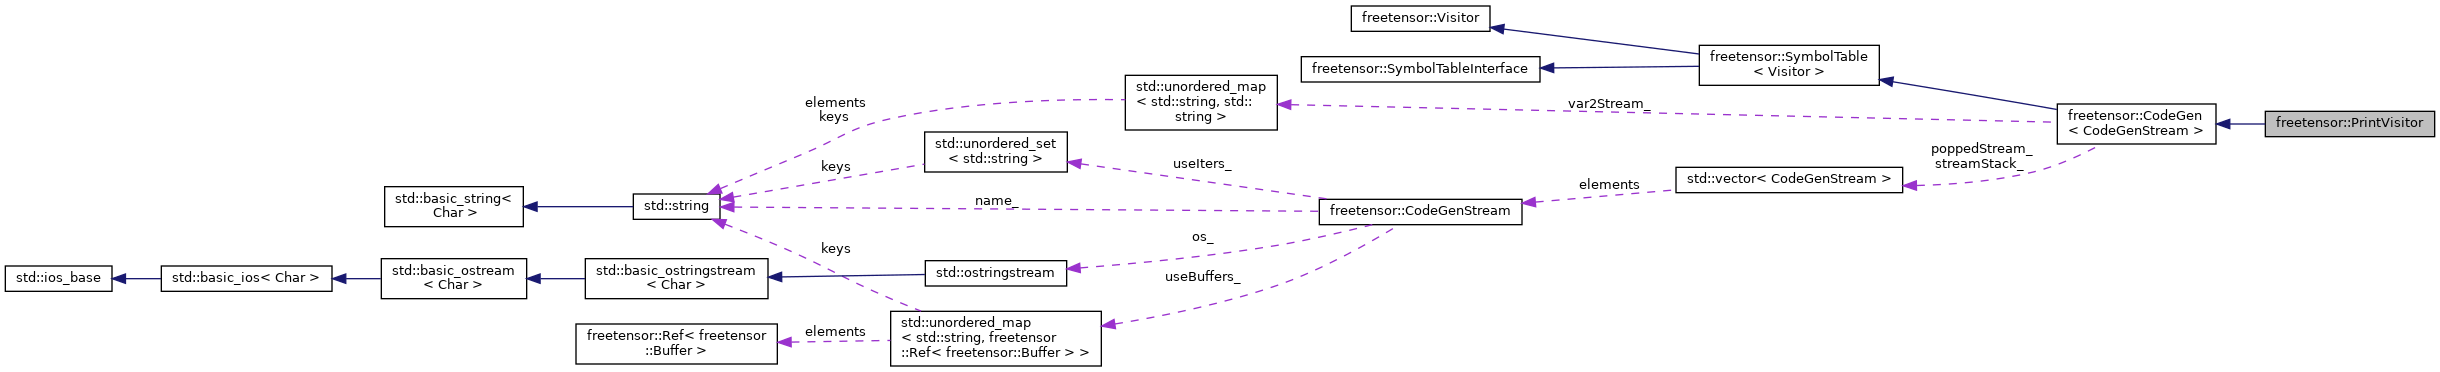 freetensor::Visitor
freetensor::SymbolTable
< Visitor >
freetensor::SymbolTableInterface
std::unordered_map
< std::string, std::
string >
elements
keys
var2Stream_
freetensor::CodeGen
< CodeGenStream >
freetensor::PrintVisitor
std::unordered_set
< std::string >
keys
useIters_
poppedStream_
streamStack_
std::vector< CodeGenStream >
elements
std::basic_string<
Char >
std::string
name_
freetensor::CodeGenStream
keys
os_
std::ios_base
std::basic_ios< Char >
std::basic_ostream
< Char >
std::basic_ostringstream
< Char >
std::ostringstream
useBuffers_
freetensor::Ref< freetensor
::Buffer >
elements
std::unordered_map
< std::string, freetensor
::Ref< freetensor::Buffer > >